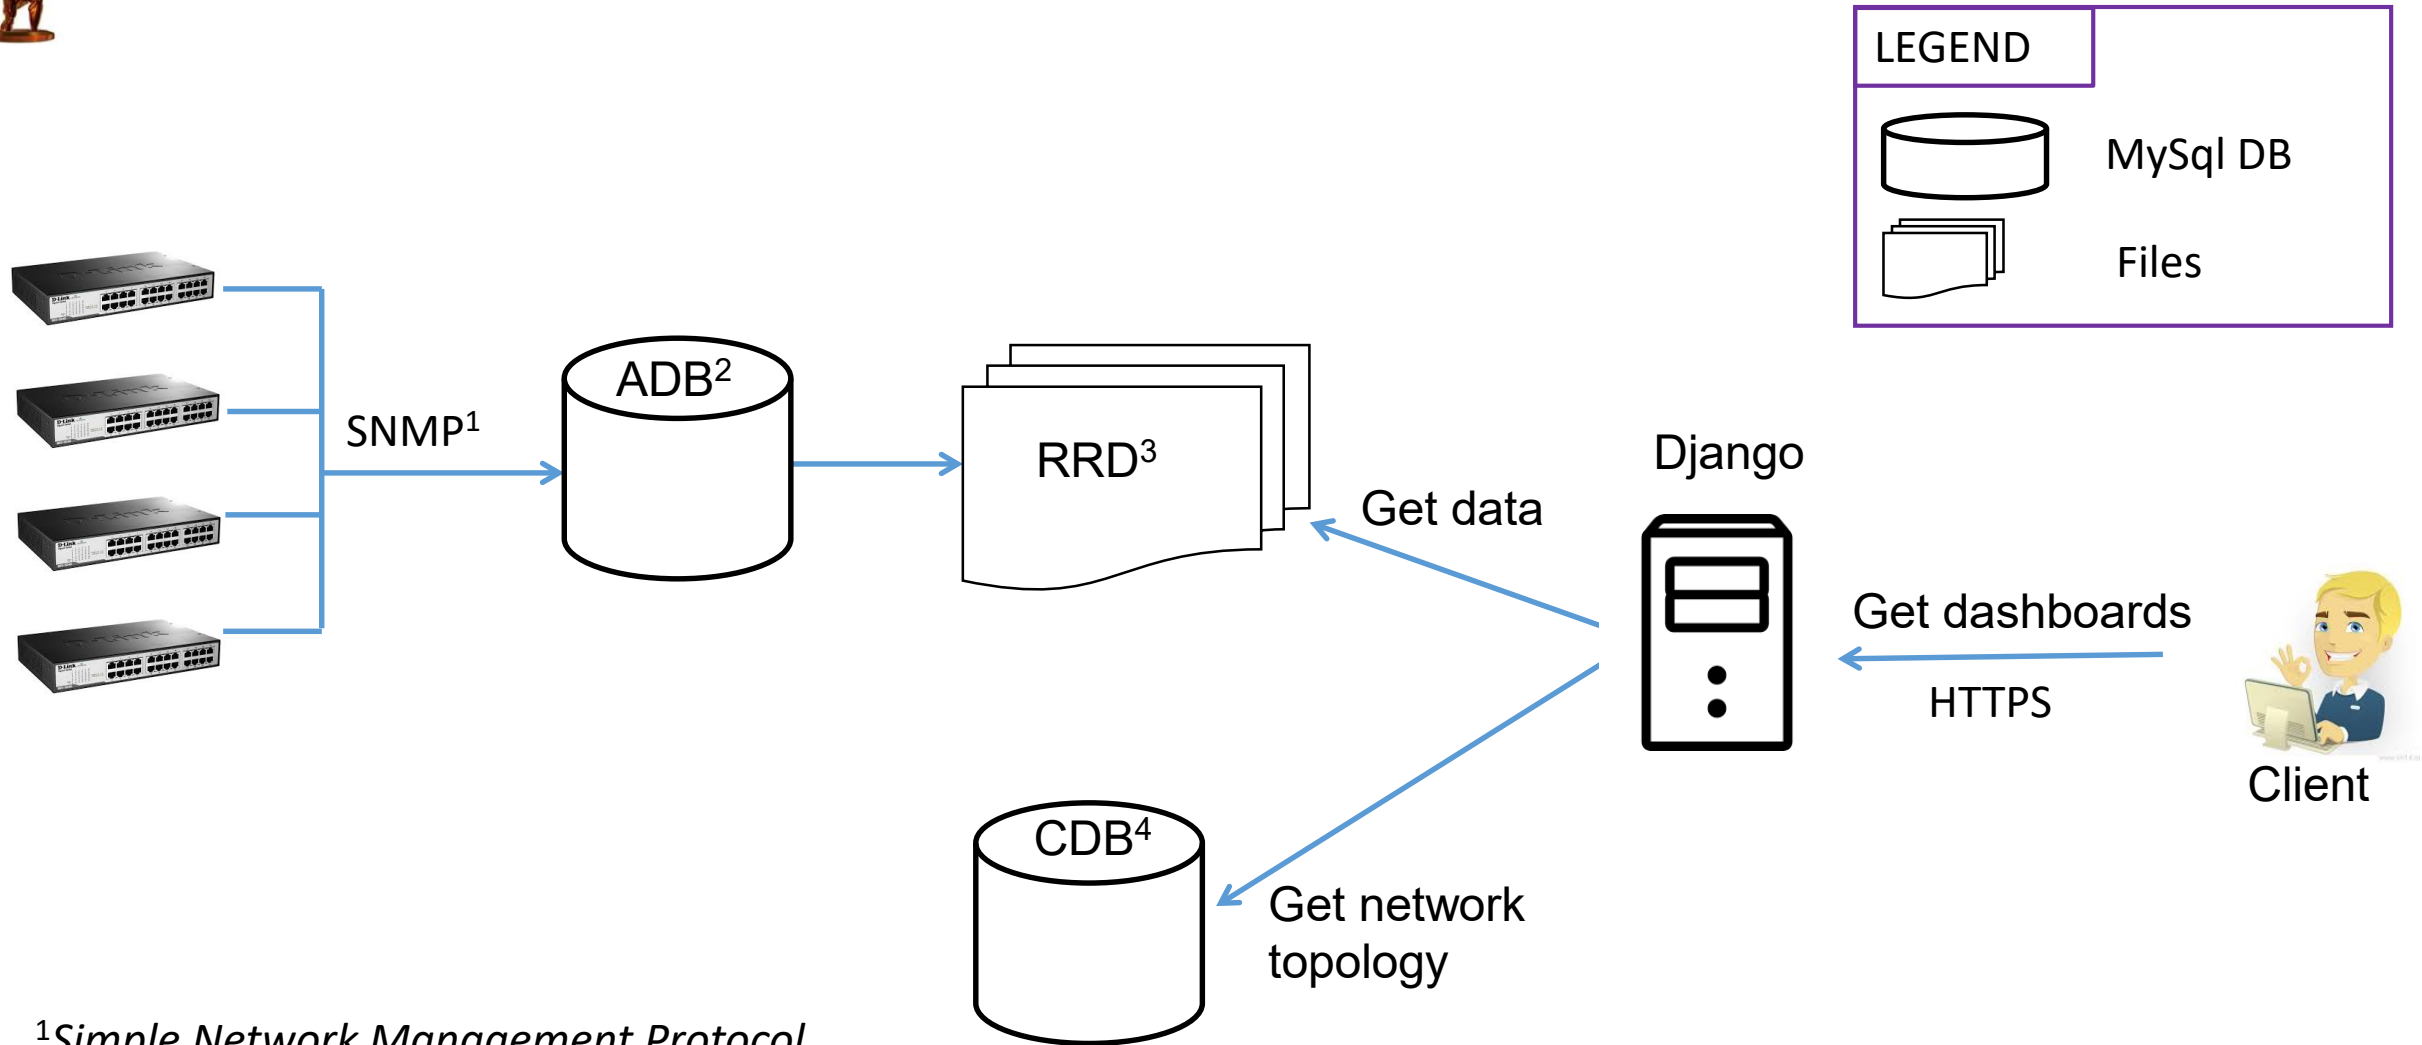 LEGEND
MySql DB
Files
ADB²
SNMP¹
RRD³
Django
Get data
Get dashboards
HTTPS
Client
CDB⁴
Get network
topology
¹Simple Network Management Protocol